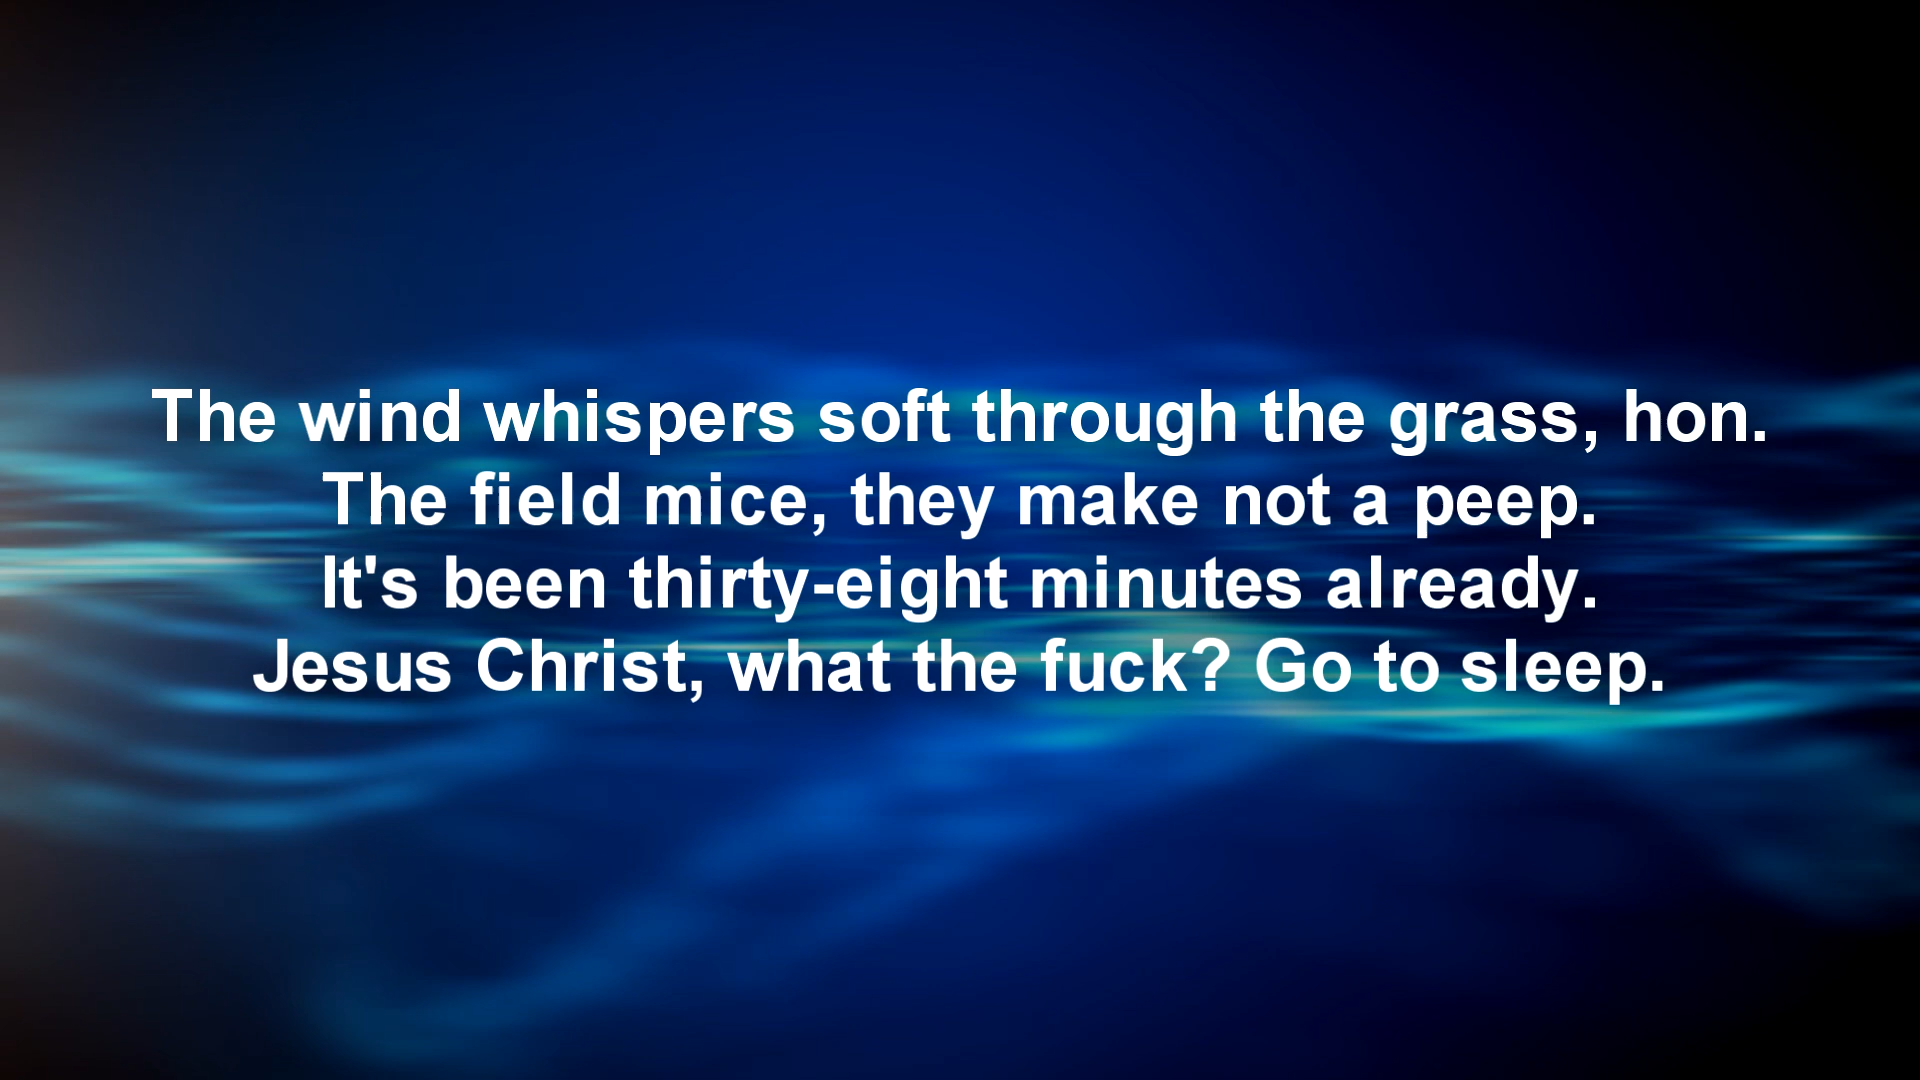 The wind whispers soft through the grass, hon.
The field mice, they make not a peep.
It's been thirty-eight minutes already.
Jesus Christ, what the fuck? Go to sleep.